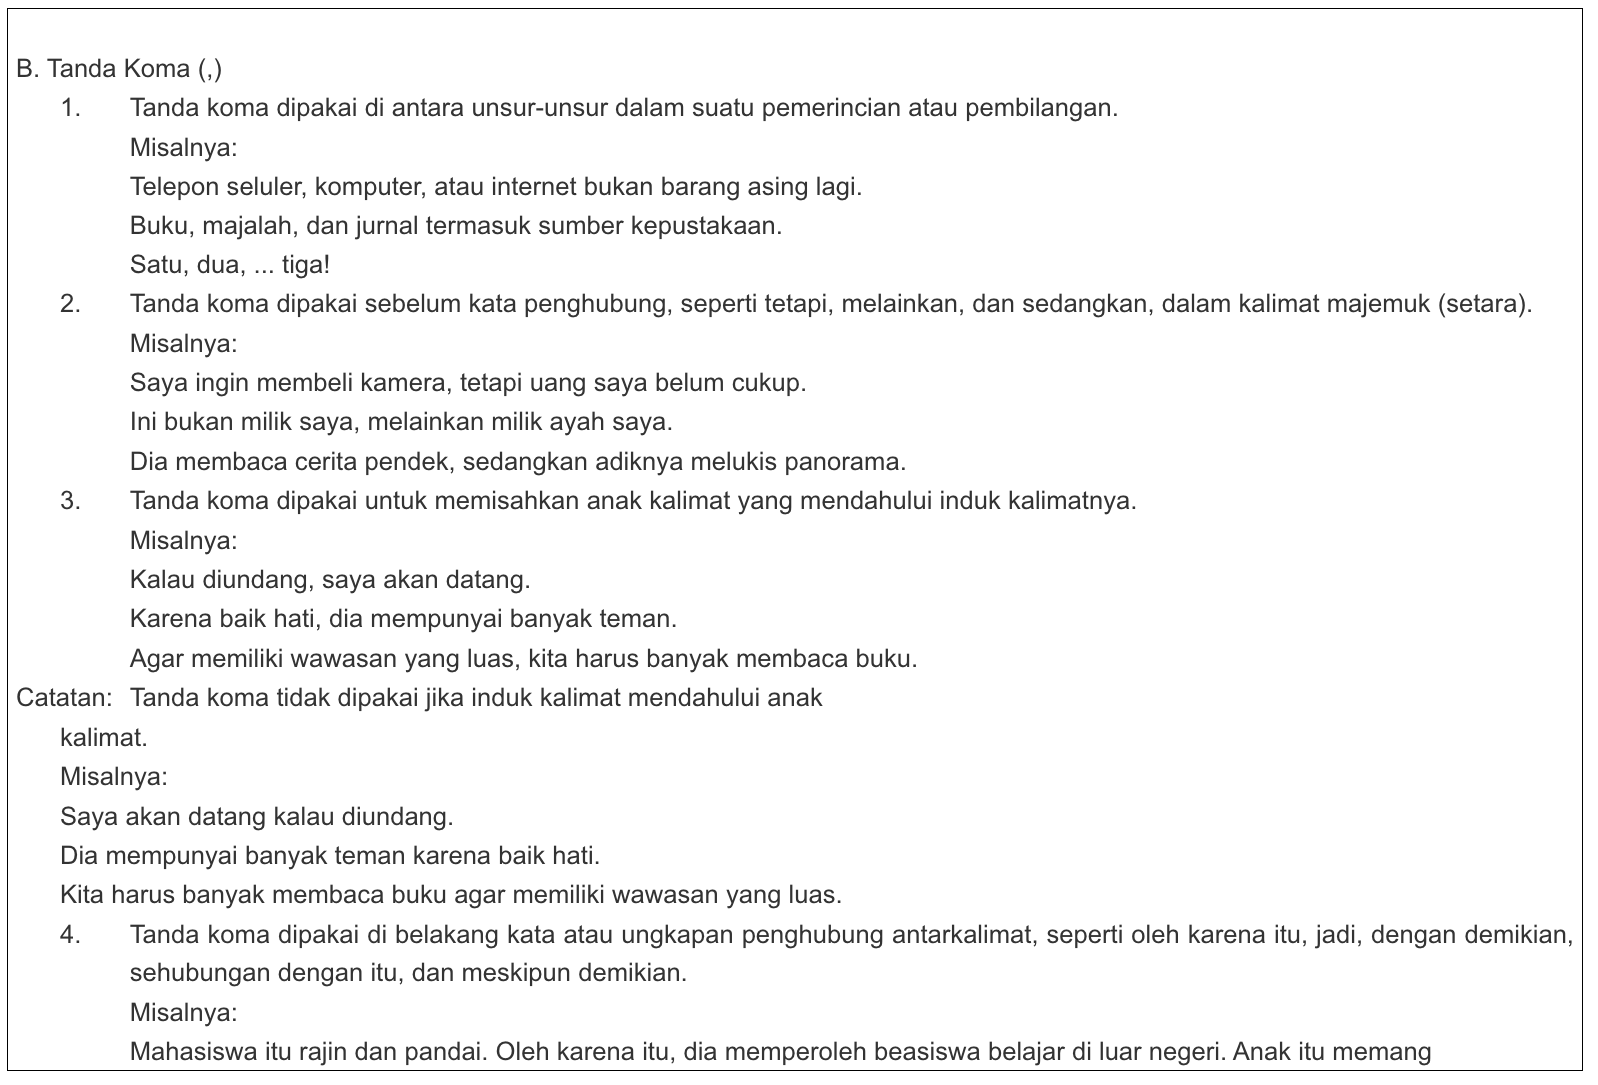 B. Tanda Koma (,)
1. Tanda koma dipakai di antara unsur-unsur dalam suatu pemerincian atau pembilangan.
Misalnya:
Telepon seluler, komputer, atau internet bukan barang asing lagi.
Buku, majalah, dan jurnal termasuk sumber kepustakaan.
Satu, dua, ... tiga!
2. Tanda koma dipakai sebelum kata penghubung, seperti tetapi, melainkan, dan sedangkan, dalam kalimat majemuk (setara).
Misalnya:
Saya ingin membeli kamera, tetapi uang saya belum cukup.
Ini bukan milik saya, melainkan milik ayah saya.
Dia membaca cerita pendek, sedangkan adiknya melukis panorama.
3. Tanda koma dipakai untuk memisahkan anak kalimat yang mendahului induk kalimatnya.
Misalnya:
Kalau diundang, saya akan datang.
Karena baik hati, dia mempunyai banyak teman.
Agar memiliki wawasan yang luas, kita harus banyak membaca buku.
Catatan: Tanda koma tidak dipakai jika induk kalimat mendahului anak
kalimat.
Misalnya:
Saya akan datang kalau diundang.
Dia mempunyai banyak teman karena baik hati.
Kita harus banyak membaca buku agar memiliki wawasan yang luas.
4. Tanda koma dipakai di belakang kata atau ungkapan penghubung antarkalimat, seperti oleh karena itu, jadi, dengan demikian,
sehubungan dengan itu, dan meskipun demikian.
Misalnya:
Mahasiswa itu rajin dan pandai. Oleh karena itu, dia memperoleh beasiswa belajar di luar negeri. Anak itu memang